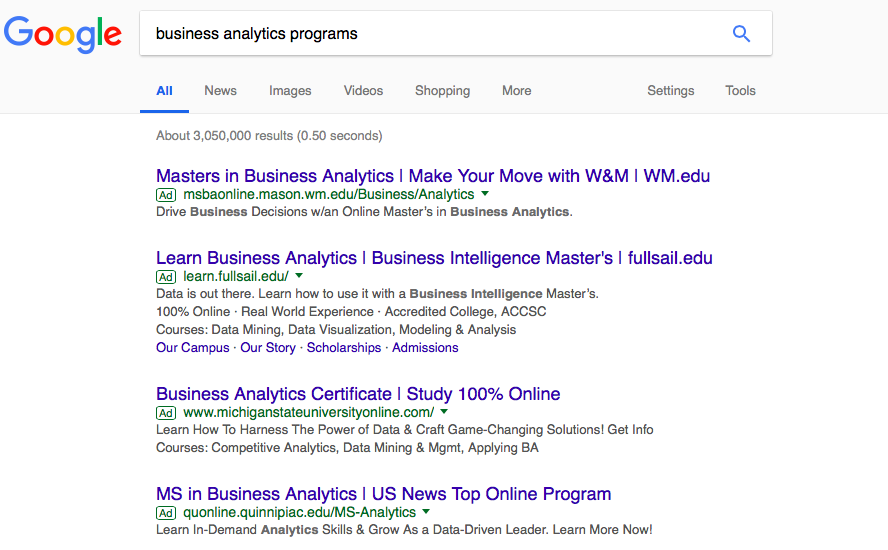 Google
business analytics programs
All News Images Videos Shopping More Settings Tools
About 3,050,000 results (0.50 seconds)
Masters in Business Analytics | Make Your Move with W&M | WM.edu
Ad msbaonline.mason.wm.edu/Business/Analytics
Drive Business Decisions w/an Online Master's in Business Analytics.
Learn Business Analytics | Business Intelligence Master's | fullsail.edu
Ad learn.fullsail.edu/
Data is out there. Learn how to use it with a Business Intelligence Master's.
100% Online · Real World Experience · Accredited College, ACCSC
Courses: Data Mining, Data Visualization, Modeling & Analysis
Our Campus · Our Story · Scholarships · Admissions
Business Analytics Certificate | Study 100% Online
Ad www.michiganstateuniversityonline.com/
Learn How To Harness The Power of Data & Craft Game-Changing Solutions! Get Info
Courses: Competitive Analytics, Data Mining & Mgmt, Applying BA
MS in Business Analytics | US News Top Online Program
Ad quonline.quinnipiac.edu/MS-Analytics
Learn In-Demand Analytics Skills & Grow As a Data-Driven Leader. Learn More Now!